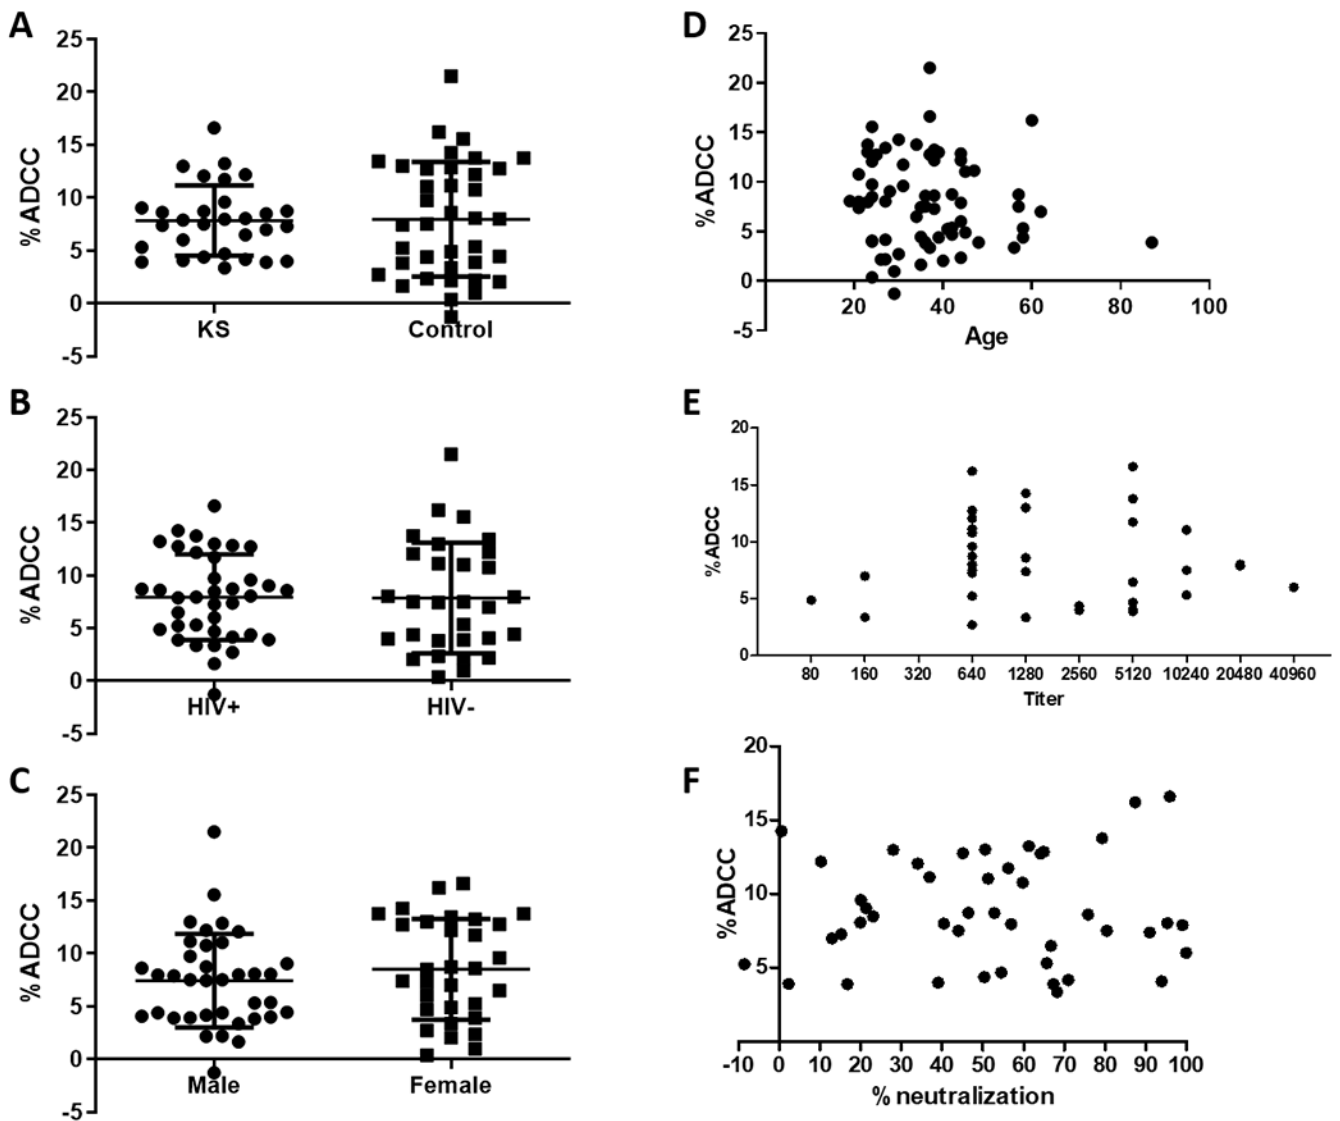 A
25
20
15
10
5
0
-5
%ADCC
KS
Control
B
25
20
15
10
5
0
-5
%ADCC
HIV+
HIV-
C
25
20
15
10
5
0
-5
%ADCC
Male
Female
D
25
20
15
10
5
0
-5
%ADCC
20 40 60 80 100
Age
E
20
15
10
5
0
%ADCC
80 160 320 640 1280 2560 5120 10240 20480 40960
Titer
F
20
15
10
5
%ADCC
-10 0 10 20 30 40 50 60 70 80 90 100
% neutralization